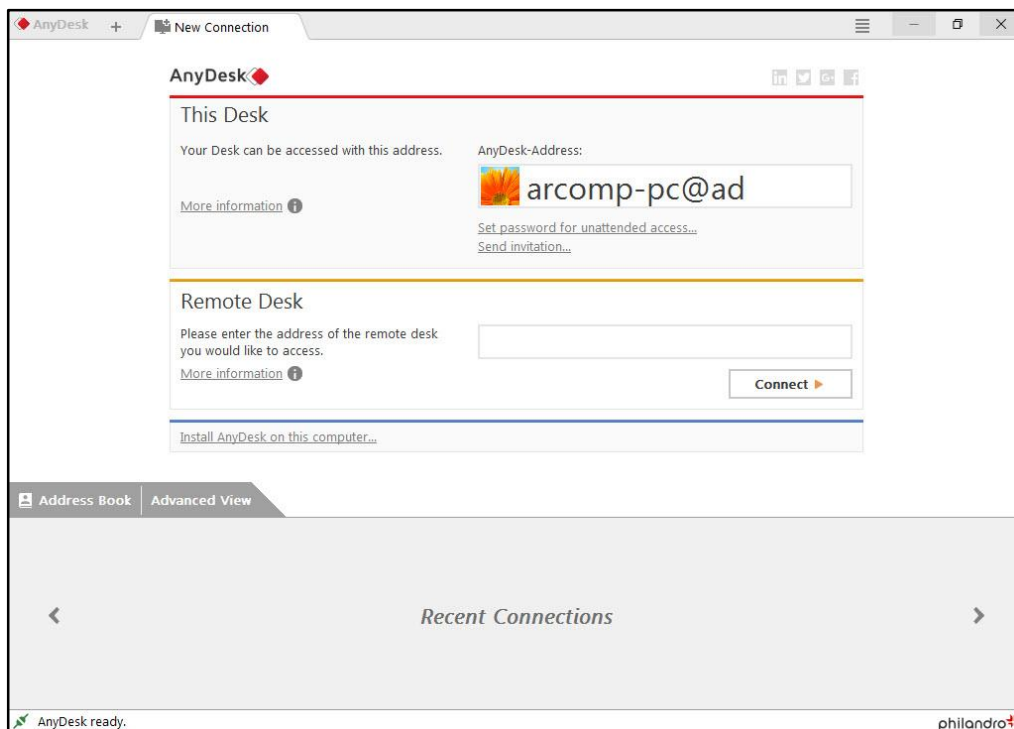 AnyDesk + New Connection
AnyDesk
in G+ f
This Desk
Your Desk can be accessed with this address.
AnyDesk-Address:
arcomp-pc@ad
More information i
Set password for unattended access...
Send invitation...
Remote Desk
Please enter the address of the remote desk
you would like to access.
More information i
Connect
Install AnyDesk on this computer...
Address Book Advanced View
Recent Connections
AnyDesk ready.
philandro